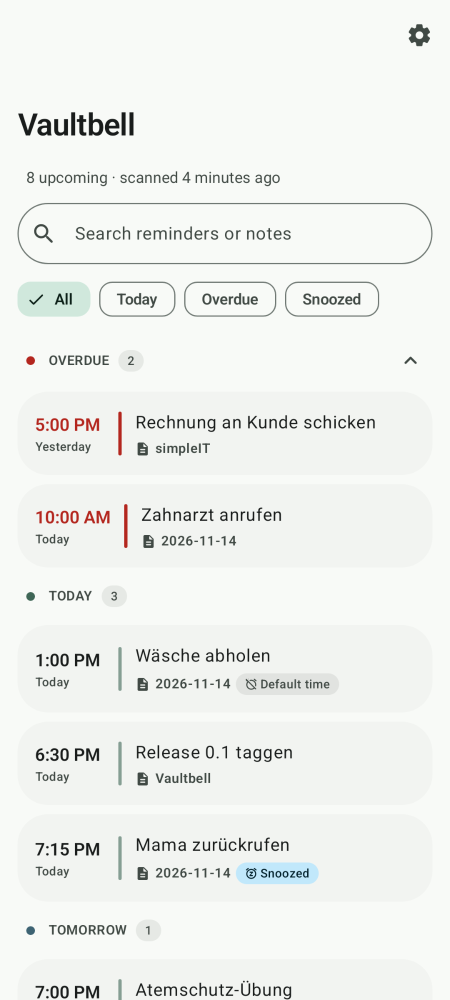 Vaultbell
8 upcoming · scanned 4 minutes ago
Search reminders or notes
All Today Overdue Snoozed
OVERDUE 2
5:00 PM Rechnung an Kunde schicken
Yesterday simpleIT
10:00 AM Zahnarzt anrufen
Today 2026-11-14
TODAY 3
1:00 PM Wäsche abholen
Today 2026-11-14 Default time
6:30 PM Release 0.1 taggen
Today Vaultbell
7:15 PM Mama zurückrufen
Today 2026-11-14 Snoozed
TOMORROW 1
7:00 PM Atemschutz-Übung